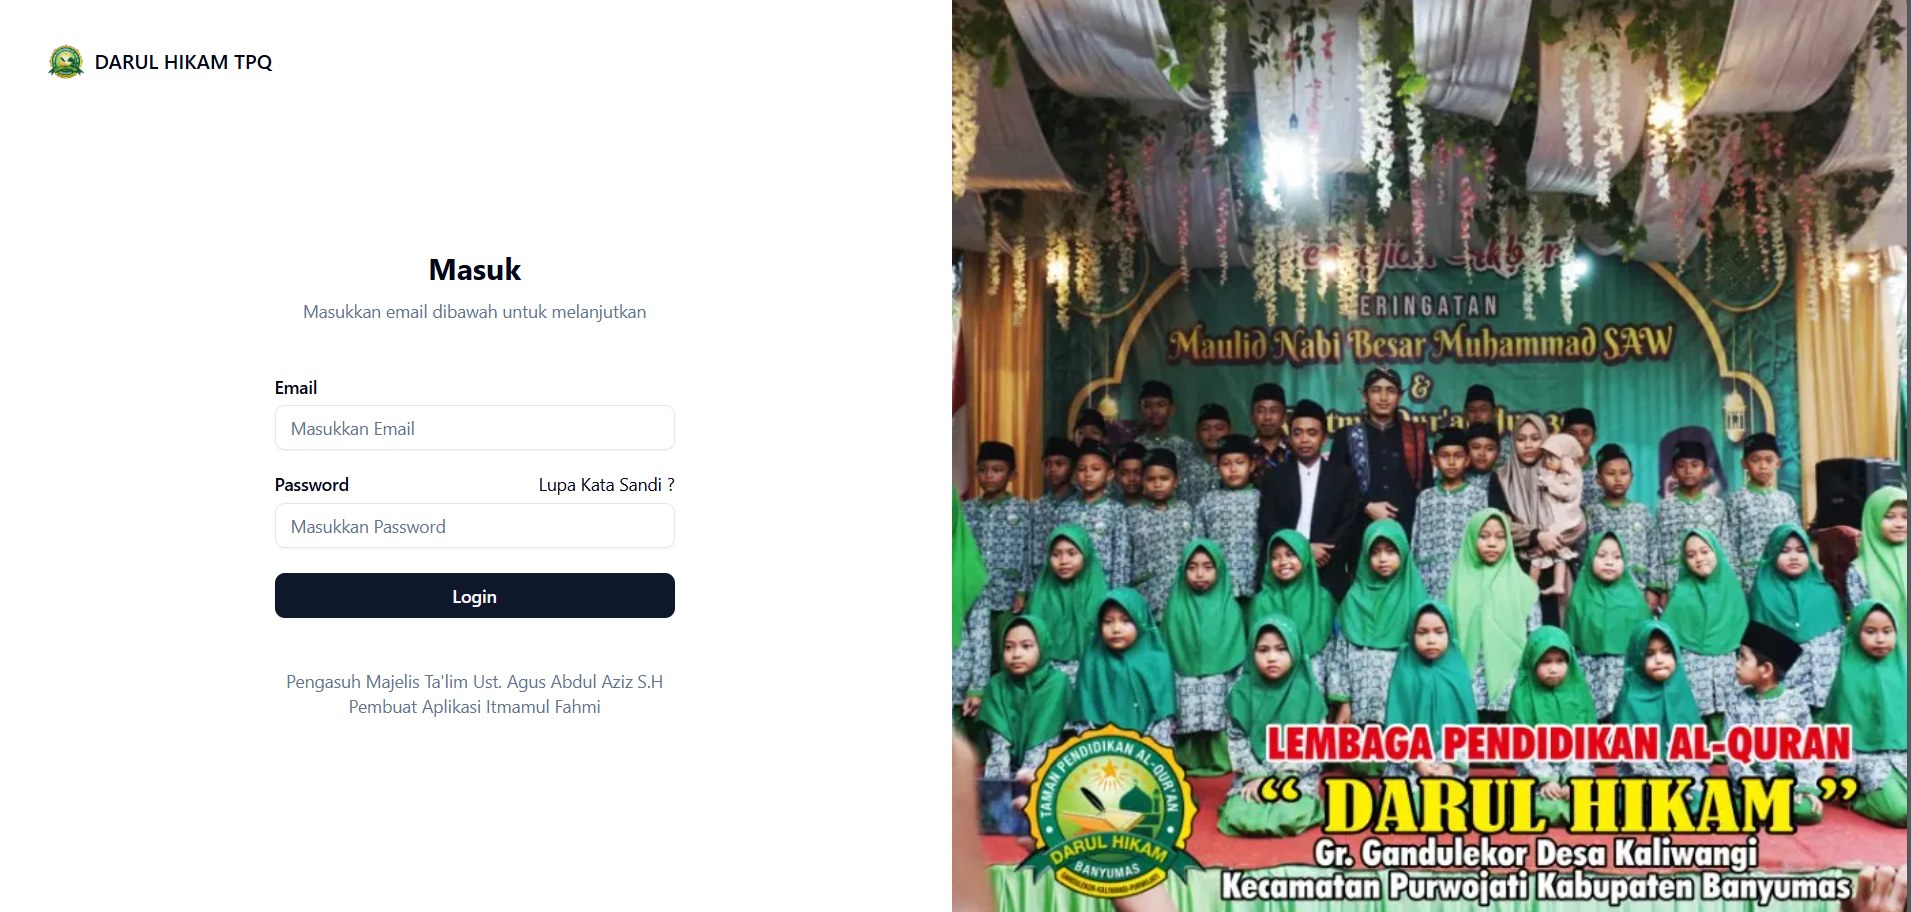 DARUL HIKAM TPQ
Masuk
Masukkan email dibawah untuk melanjutkan
Email
Masukkan Email
Password
Lupa Kata Sandi ?
Masukkan Password
Login
Pengasuh Majelis Ta'lim Ust. Agus Abdul Aziz S.H
Pembuat Aplikasi Itmamul Fahmi
ERINGATAN
Maulid Nabi Besar Muhammad SAW
&
LEMBAGA PENDIDIKAN AL-QURAN
“ DARUL HIKAM ”
Gr. Gandulekor Desa Kaliwangi
Kecamatan Purwojati Kabupaten Banyumas
TAMAN PENDIDIKAN AL-QUR'AN
DARUL HIKAM
BANYUMAS
GANDULEKOR-KALIWANGI-PURWOJATI